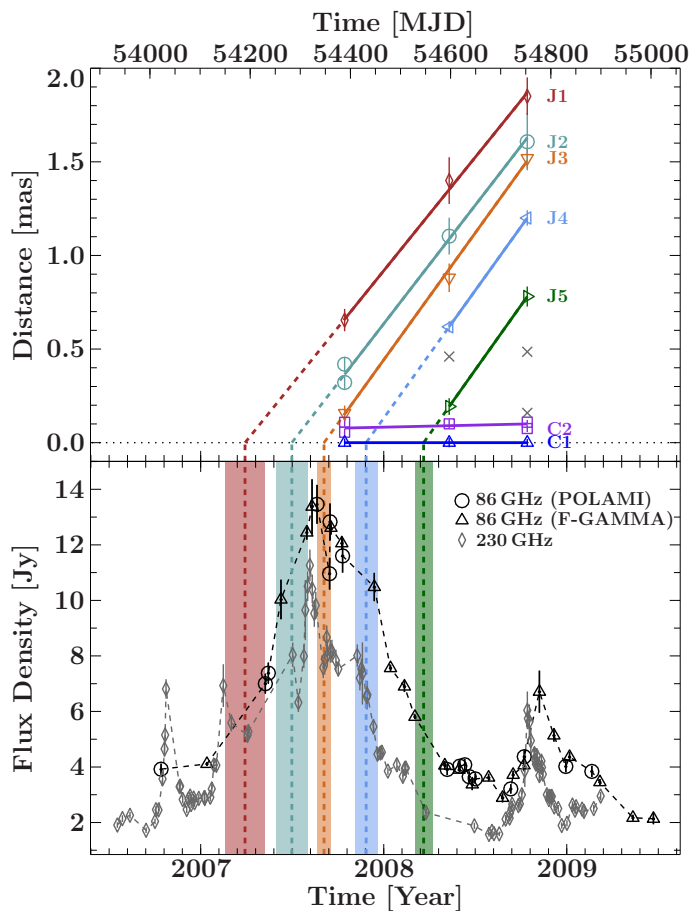 Time [MJD]
54000 54200 54400 54600 54800 55000
2.0
1.5
1.0
0.5
0.0
Distance [mas]
J1
J2
J3
J4
J5
C2
C1
14
12
10
8
6
4
2
Flux Density [Jy]
86 GHz (POLAMI)
86 GHz (F-GAMMA)
230 GHz
2007 2008 2009
Time [Year]